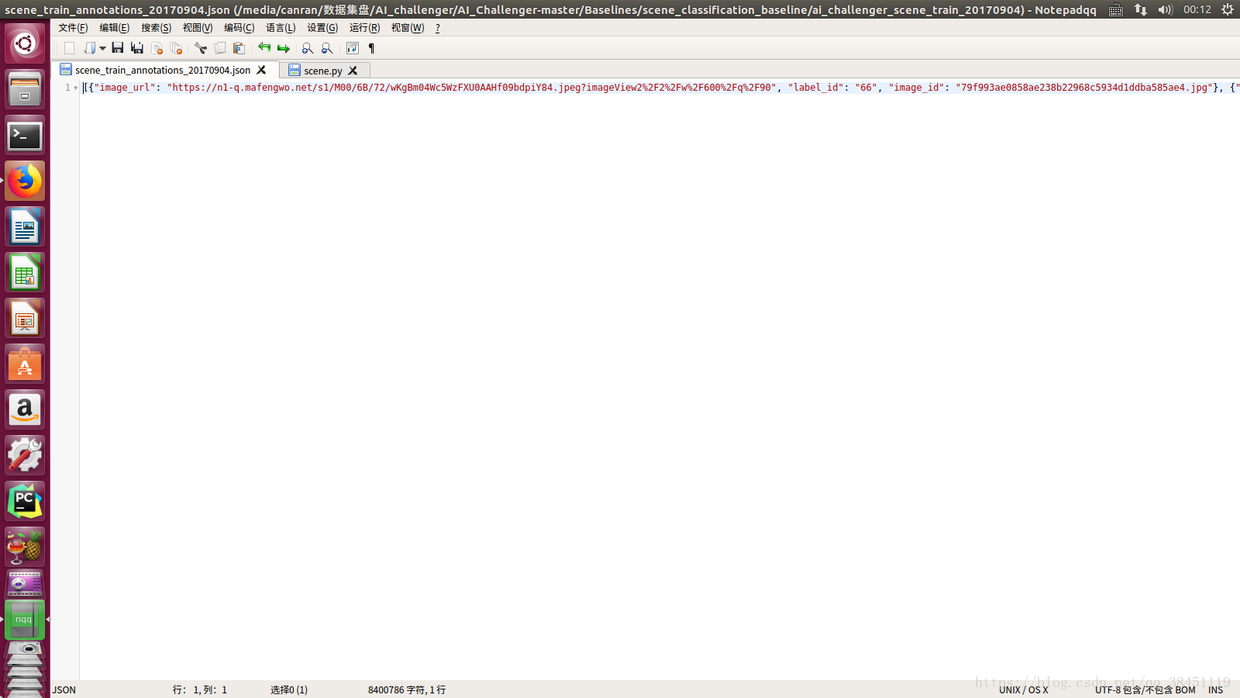 scene_train_annotations_20170904.json (/media/canran/数据集盘/AI_challenger/AI_Challenger-master/Baselines/scene_classification_baseline/ai_challenger_scene_train_20170904) - Notepadqq 00:12
文件(F) 编辑(E) 搜索(S) 视图(V) 编码(C) 语言(L) 设置(G) 运行(R) 视窗(W) ?
scene_train_annotations_20170904.json scene.py
1 [{"image_url": "https://n1-q.mafengwo.net/s1/M00/6B/72/wKgBm04Wc5WzFXU0AAHf09bdpiY84.jpeg?imageView2%2F2%2Fw%2F600%2Fq%2F90", "label_id": "66", "image_id": "79f993ae0858ae238b22968c5934d1ddba585ae4.jpg"}, {"
a
PC
nqq
https://blog.csdn.net/qq_38451119
JSON 行: 1, 列: 1 选择0 (1) 8400786 字符, 1 行 UNIX / OS X UTF-8 包含/不包含 BOM INS